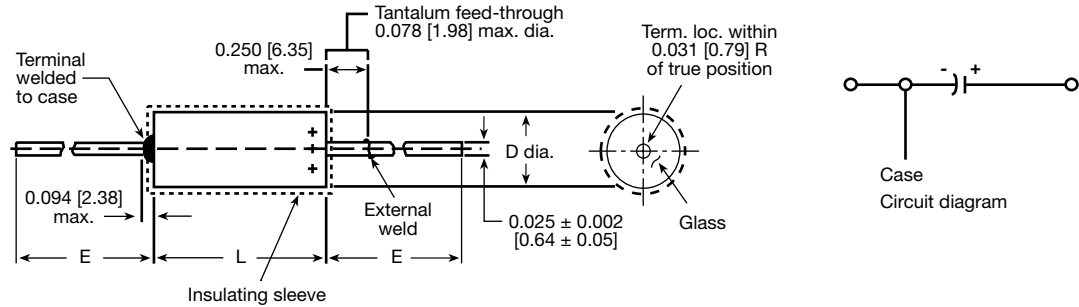 Tantalum feed-through
0.078 [1.98] max. dia.
0.250 [6.35]
max.
Term. loc. within
0.031 [0.79] R
of true position
Terminal
welded
to case
- +
+
+
+
D dia.
0.094 [2.38]
max.
External
weld
0.025 ± 0.002
[0.64 ± 0.05]
Glass
Case
Circuit diagram
E
L
E
Insulating sleeve